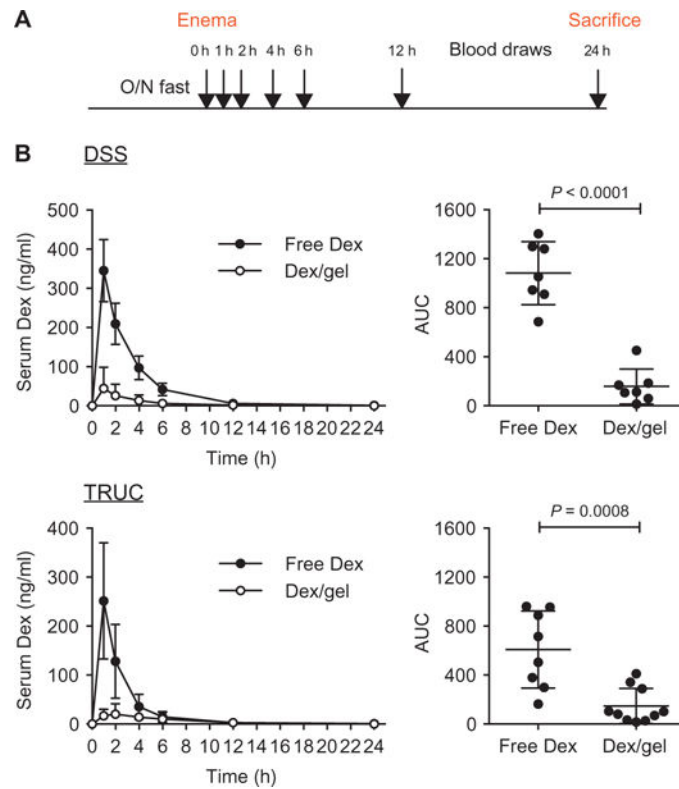 A
Enema
Sacrifice
0 h 1 h 2 h 4 h 6 h 12 h Blood draws 24 h
O/N fast
B DSS
500
400
300
200
100
0
Serum Dex (ng/ml)
Free Dex
Dex/gel
0 2 4 6 8 10 12 14 16 18 20 22 24
Time (h)
P < 0.0001
1600
1200
800
400
0
AUC
Free Dex Dex/gel
TRUC
400
300
200
100
0
Serum Dex (ng/ml)
Free Dex
Dex/gel
0 2 4 6 8 10 12 14 16 18 20 22 24
Time (h)
P = 0.0008
1600
1200
800
400
0
AUC
Free Dex Dex/gel